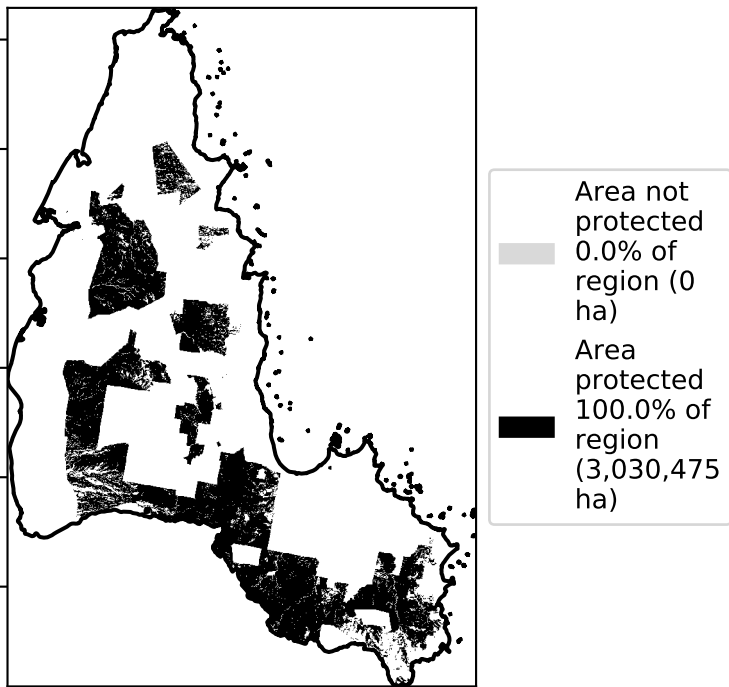 Area not
protected
0.0% of
region (0
ha)
Area
protected
100.0% of
region
(3,030,475
ha)